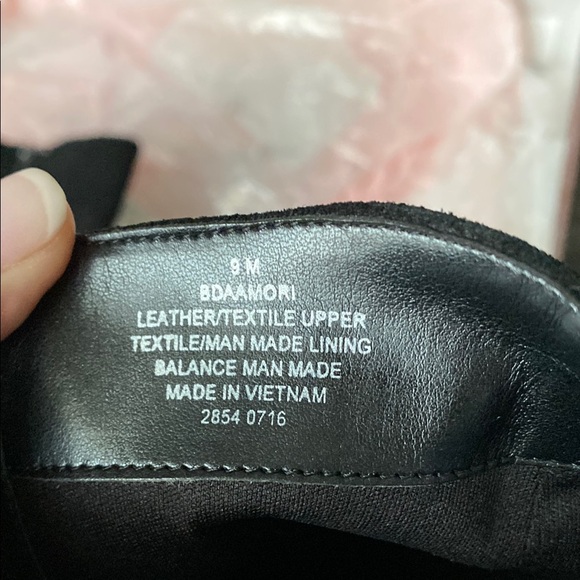 9 M
BDAAMORI
LEATHER/TEXTILE UPPER
TEXTILE/MAN MADE LINING
BALANCE MAN MADE
MADE IN VIETNAM
2854 0716